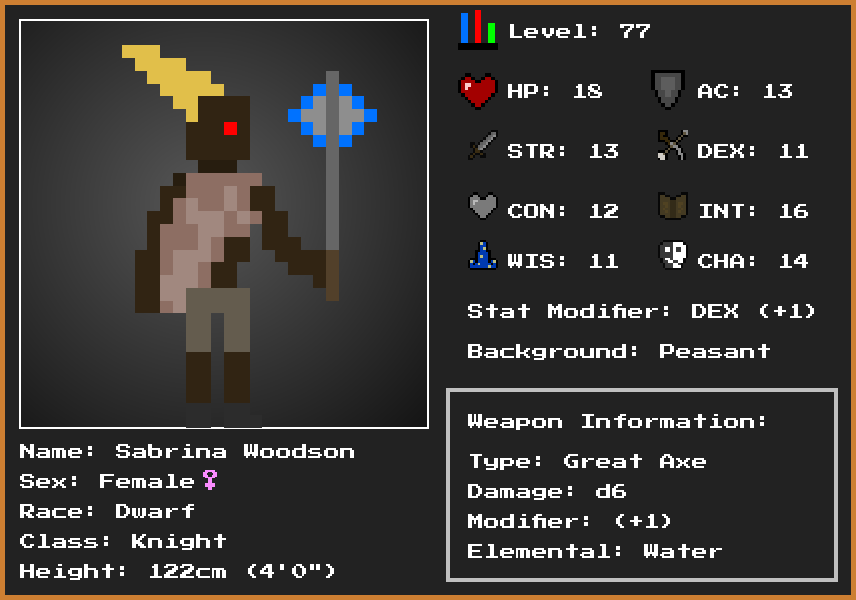 Level: 77
HP: 18
AC: 13
STR: 13
DEX: 11
CON: 12
INT: 16
WIS: 11
CHA: 14
Stat Modifier: DEX (+1)
Background: Peasant
Weapon Information:
Type: Great Axe
Damage: d6
Modifier: (+1)
Elemental: Water
Name: Sabrina Woodson
Sex: Female♀
Race: Dwarf
Class: Knight
Height: 122cm (4'0")